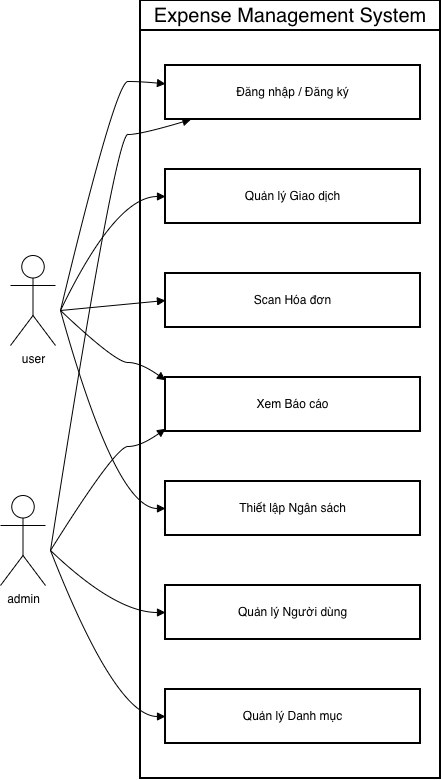 Expense Management System
Đăng nhập / Đăng ký
Quản lý Giao dịch
Scan Hóa đơn
user
Xem Báo cáo
Thiết lập Ngân sách
admin
Quản lý Người dùng
Quản lý Danh mục